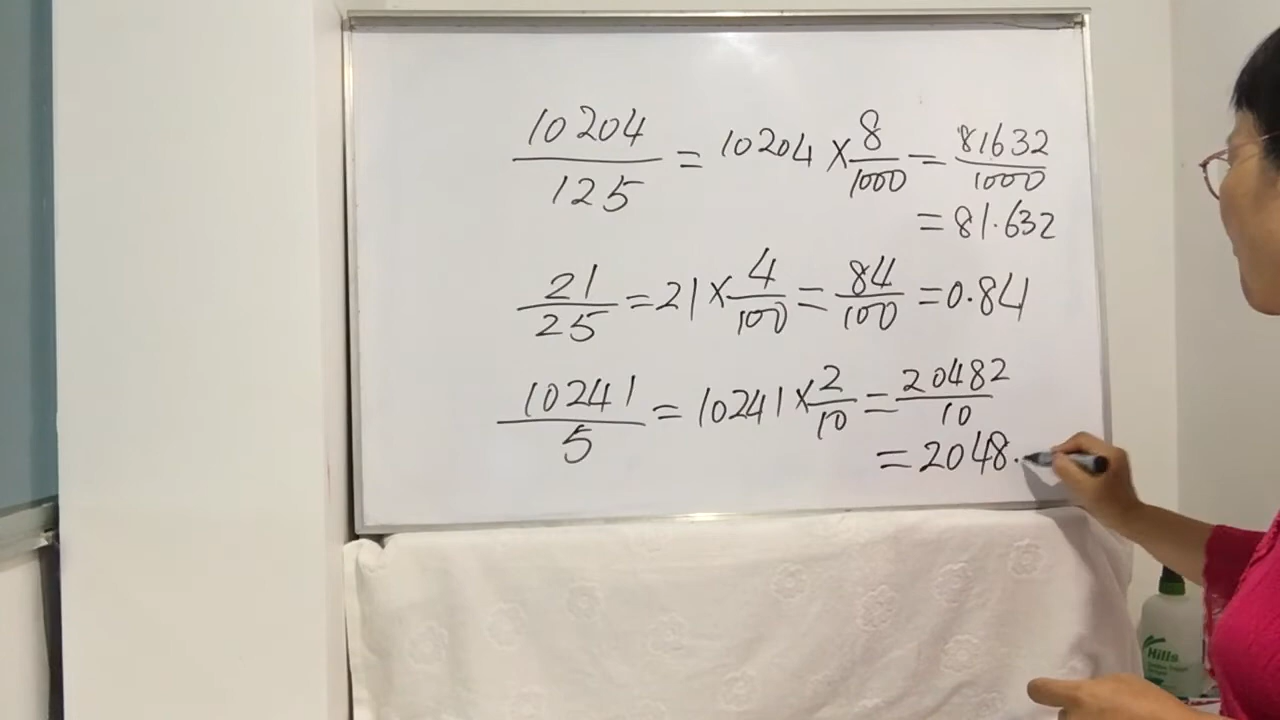 10204/125 = 10204 × 8/1000 = 81632/1000
= 81.632
21/25 = 21 × 4/100 = 84/100 = 0.84
10241/5 = 10241 × 2/10 = 20482/10
= 2048.
Hills